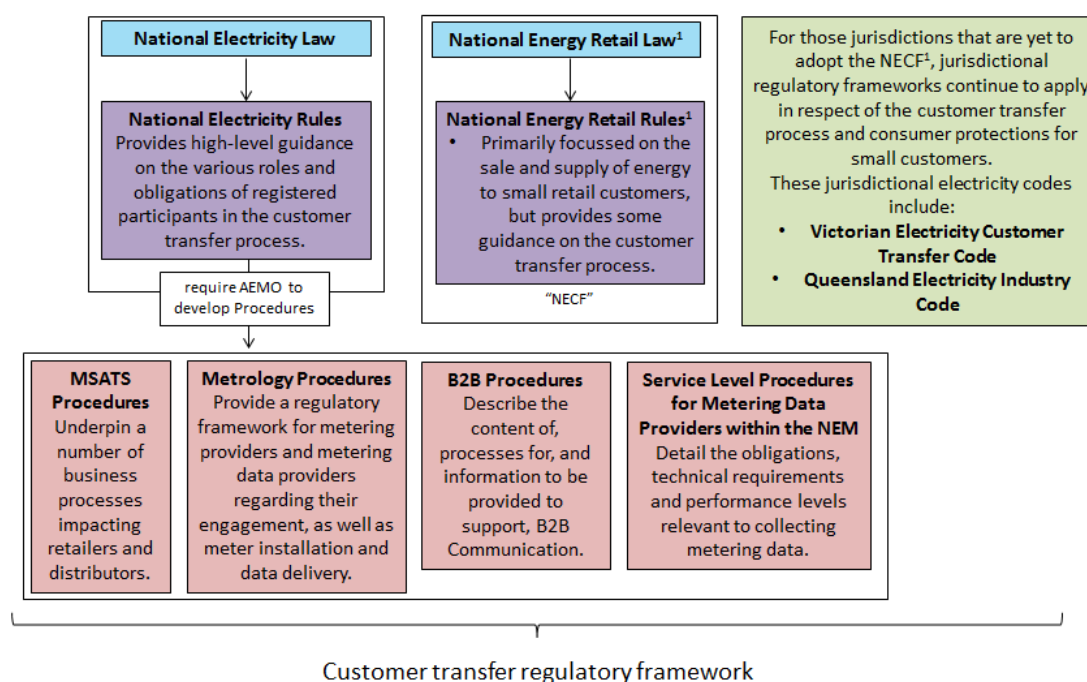 National Electricity Law
National Electricity Rules
Provides high-level guidance
on the various roles and
obligations of registered
participants in the customer
transfer process.
require AEMO to
develop Procedures
National Energy Retail Law¹
National Energy Retail Rules¹
• Primarily focussed on the
sale and supply of energy
to small retail customers,
but provides some
guidance on the customer
transfer process.
“NECF”
For those jurisdictions that are yet to
adopt the NECF¹, jurisdictional
regulatory frameworks continue to apply
in respect of the customer transfer
process and consumer protections for
small customers.
These jurisdictional electricity codes
include:
• Victorian Electricity Customer
Transfer Code
• Queensland Electricity Industry
Code
MSATS
Procedures
Underpin a
number of
business
processes
impacting
retailers and
distributors.
Metrology Procedures
Provide a regulatory
framework for metering
providers and metering
data providers
regarding their
engagement, as well as
meter installation and
data delivery.
B2B Procedures
Describe the
content of,
processes for, and
information to be
provided to
support, B2B
Communication.
Service Level Procedures
for Metering Data
Providers within the NEM
Detail the obligations,
technical requirements
and performance levels
relevant to collecting
metering data.
Customer transfer regulatory framework